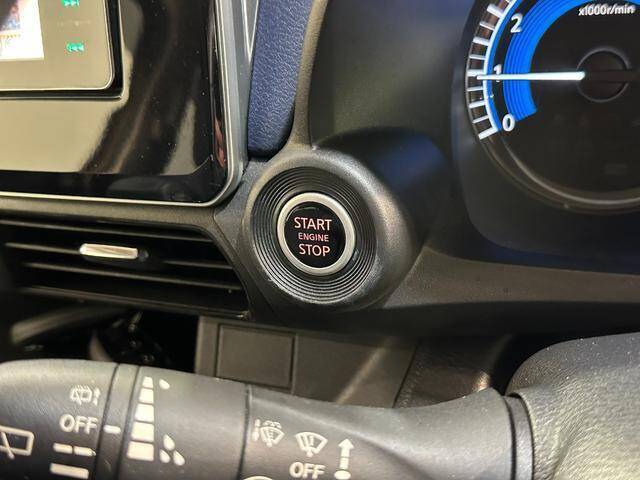 x1000r/min
2
1
0
START
ENGINE
STOP
OFF
OFF